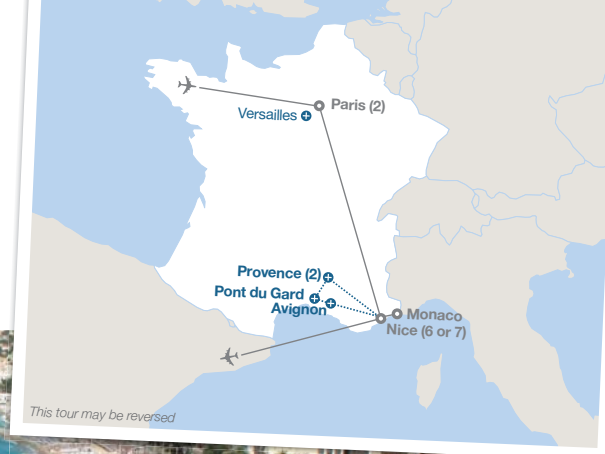 Paris (2)
Versailles
Provence (2)
Pont du Gard
Avignon
Monaco
Nice (6 or 7)
This tour may be reversed